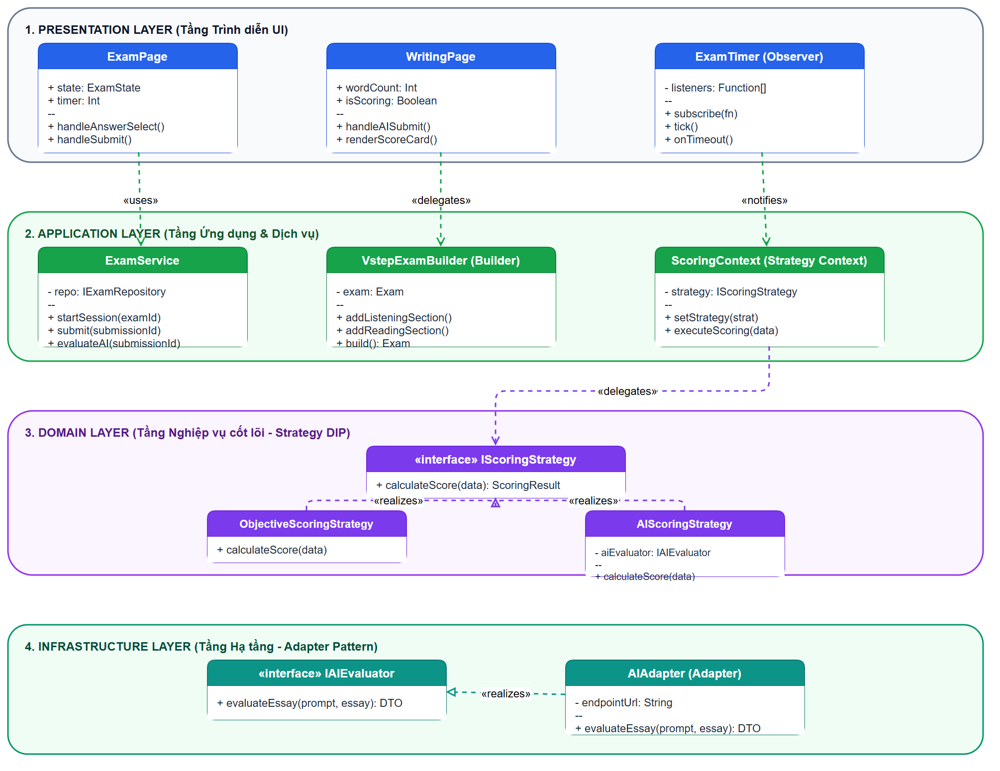 1. PRESENTATION LAYER (Tầng Trình diễn UI)
ExamPage
+ state: ExamState
+ timer: Int
--
+ handleAnswerSelect()
+ handleSubmit()
WritingPage
+ wordCount: Int
+ isScoring: Boolean
--
+ handleAISubmit()
+ renderScoreCard()
ExamTimer (Observer)
- listeners: Function[]
--
+ subscribe(fn)
+ tick()
+ onTimeout()
«uses»
«delegates»
«notifies»
2. APPLICATION LAYER (Tầng Ứng dụng & Dịch vụ)
ExamService
- repo: IExamRepository
--
+ startSession(examId)
+ submit(submissionId)
+ evaluateAI(submissionId)
VstepExamBuilder (Builder)
- exam: Exam
--
+ addListeningSection()
+ addReadingSection()
+ build(): Exam
ScoringContext (Strategy Context)
- strategy: IScoringStrategy
--
+ setStrategy(strat)
+ executeScoring(data)
«delegates»
3. DOMAIN LAYER (Tầng Nghiệp vụ cốt lõi - Strategy DIP)
«interface» IScoringStrategy
+ calculateScore(data): ScoringResult
«realizes»
«realizes»
ObjectiveScoringStrategy
+ calculateScore(data)
AIScoringStrategy
- aiEvaluator: IAIEvaluator
--
+ calculateScore(data)
4. INFRASTRUCTURE LAYER (Tầng Hạ tầng - Adapter Pattern)
«interface» IAIEvaluator
+ evaluateEssay(prompt, essay): DTO
«realizes»
AIAdapter (Adapter)
- endpointUrl: String
--
+ evaluateEssay(prompt, essay): DTO